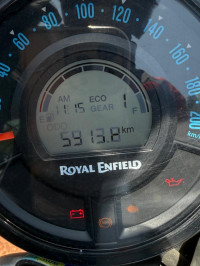 40
60
80
100
120
140
160
180
200
km/h
AM ECO 1
11:15 GEAR
E F
ODO
5913.8 km
ROYAL ENFIELD